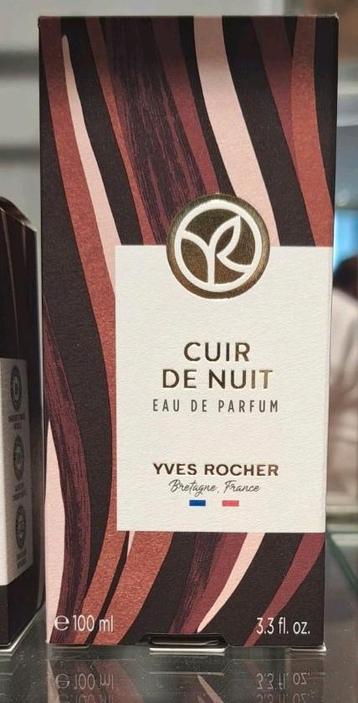 CUIR
DE NUIT
EAU DE PARFUM
YVES ROCHER
Bretagne, France
e 100 ml
3.3 fl. oz.